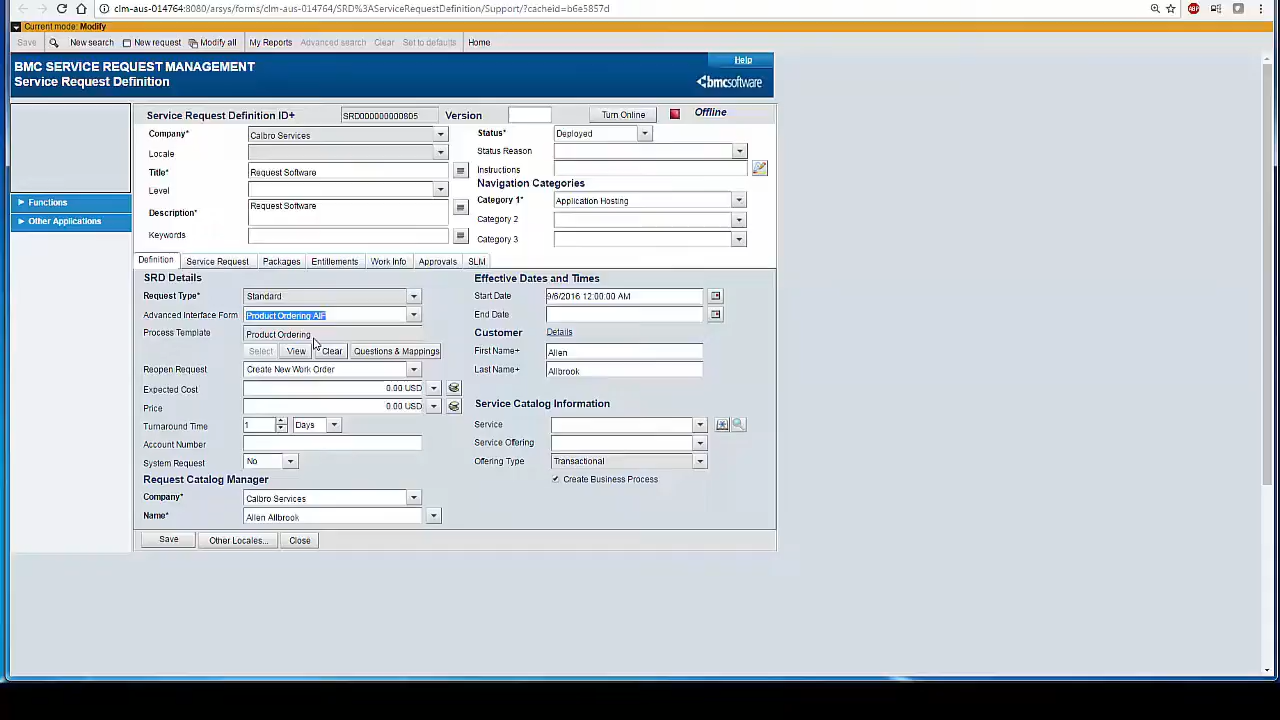 clm-aus-014764:8080/arsys/forms/clm-aus-014764/SRD%3AServiceRequestDefinition/Support/?cacheid=b6e5857d
Current mode: Modify
Save New search New request Modify all My Reports Advanced search Clear Set to defaults Home
BMC SERVICE REQUEST MANAGEMENT
Service Request Definition
Help
bmcsoftware
Functions
Other Applications
Service Request Definition ID+ SRD000000000605 Version Turn Online Offline
Company* Calbro Services
Locale
Title* Request Software
Level
Description* Request Software
Keywords
Status* Deployed
Status Reason
Instructions
Navigation Categories
Category 1* Application Hosting
Category 2
Category 3
Definition Service Request Packages Entitlements Work Info Approvals SLM
SRD Details
Request Type* Standard
Advanced Interface Form Product Ordering AIF
Process Template Product Ordering
Select View Clear Questions & Mappings
Reopen Request Create New Work Order
Expected Cost 0.00 USD
Price 0.00 USD
Turnaround Time 1 Days
Account Number
System Request No
Request Catalog Manager
Company* Calbro Services
Name* Allen Allbrook
Effective Dates and Times
Start Date 9/6/2016 12:00:00 AM
End Date
Customer Details
First Name+ Allen
Last Name+ Allbrook
Service Catalog Information
Service
Service Offering
Offering Type Transactional
Create Business Process
Save Other Locales... Close